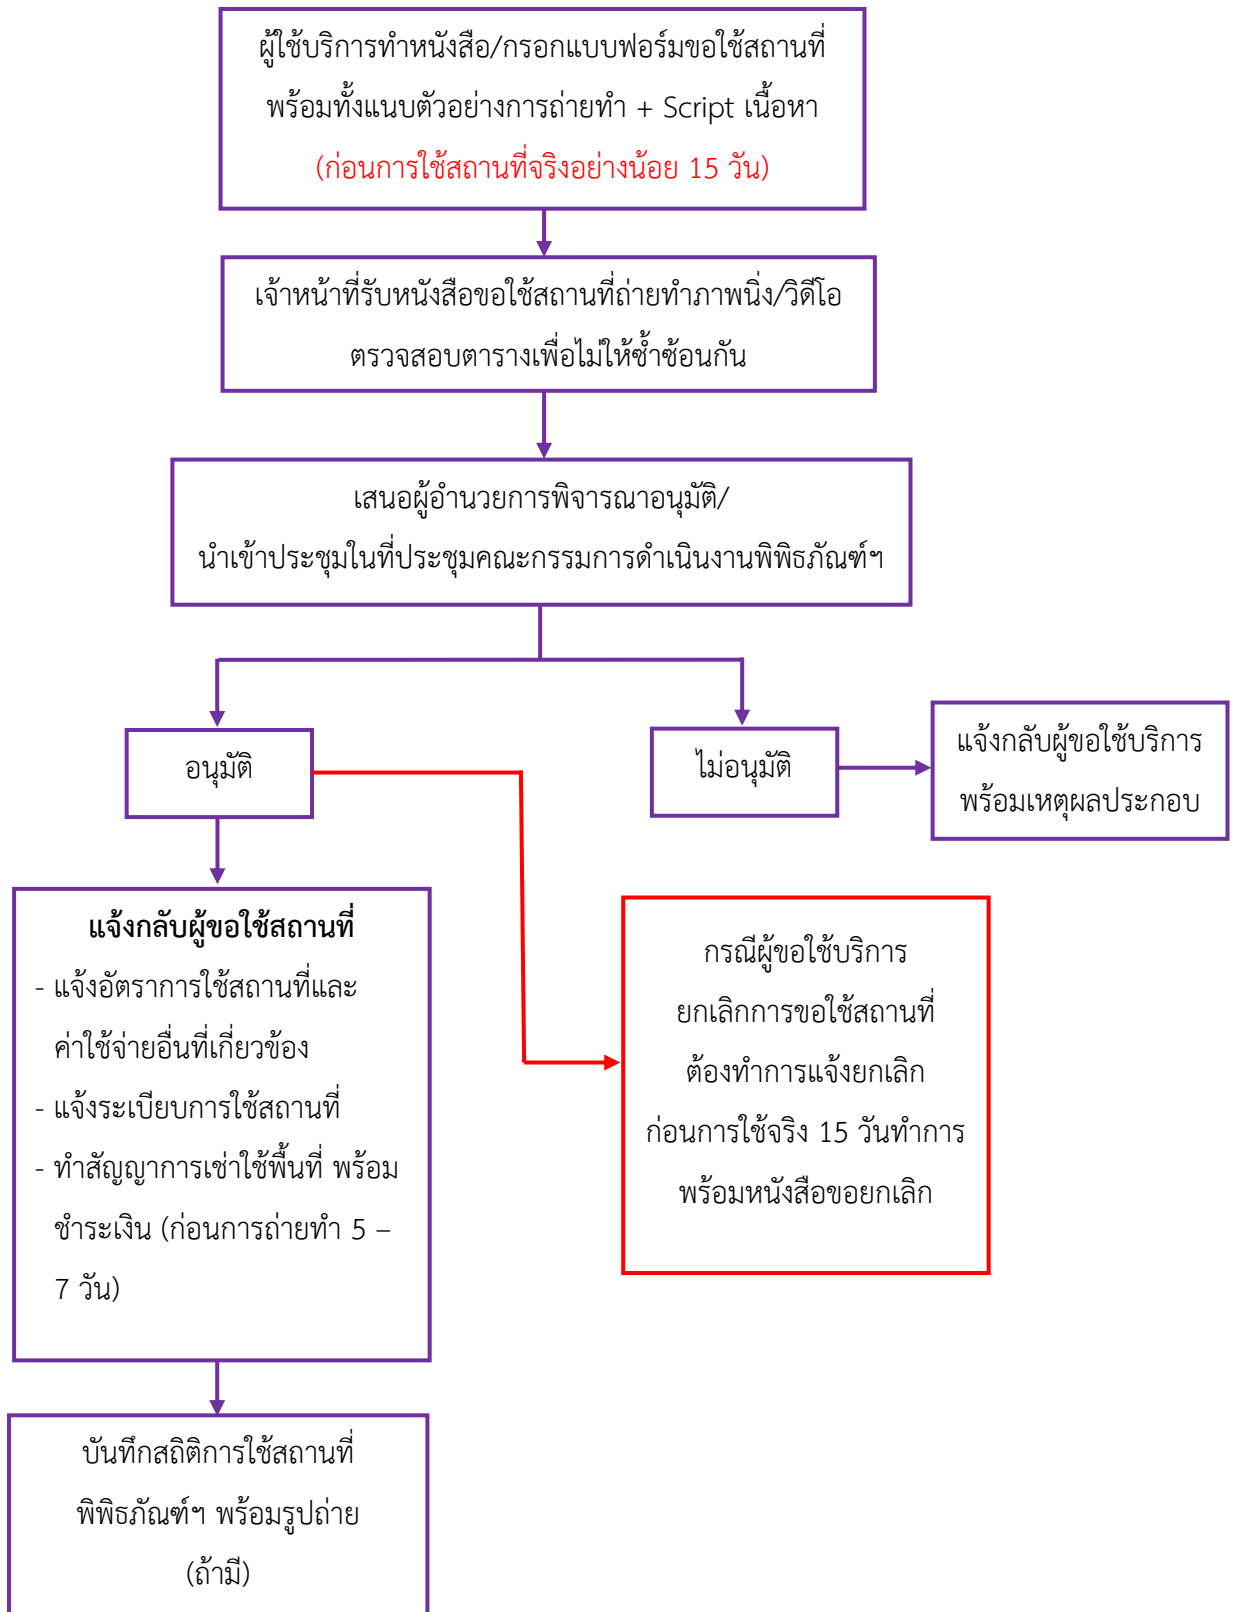 ผู้ใช้บริการทำหนังสือ/กรอกแบบฟอร์มขอใช้สถานที่
พร้อมทั้งแนบตัวอย่างการถ่ายทำ + Script เนื้อหา
(ก่อนการใช้สถานที่จริงอย่างน้อย 15 วัน)
เจ้าหน้าที่รับหนังสือขอใช้สถานที่ถ่ายทำภาพนิ่ง/วิดีโอ
ตรวจสอบตารางเพื่อไม่ให้ซ้ำซ้อนกัน
เสนอผู้อำนวยการพิจารณาอนุมัติ/
นำเข้าประชุมในที่ประชุมคณะกรรมการดำเนินงานพิพิธภัณฑ์ฯ
อนุมัติ
ไม่อนุมัติ
แจ้งกลับผู้ขอใช้บริการ
พร้อมเหตุผลประกอบ
แจ้งกลับผู้ขอใช้สถานที่
- แจ้งอัตราการใช้สถานที่และ
ค่าใช้จ่ายอื่นที่เกี่ยวข้อง
- แจ้งระเบียบการใช้สถานที่
- ทำสัญญาการเช่าใช้พื้นที่ พร้อม
ชำระเงิน (ก่อนการถ่ายทำ 5 –
7 วัน)
กรณีผู้ขอใช้บริการ
ยกเลิกการขอใช้สถานที่
ต้องทำการแจ้งยกเลิก
ก่อนการใช้จริง 15 วันทำการ
พร้อมหนังสือขอยกเลิก
บันทึกสถิติการใช้สถานที่
พิพิธภัณฑ์ฯ พร้อมรูปถ่าย
(ถ้ามี)